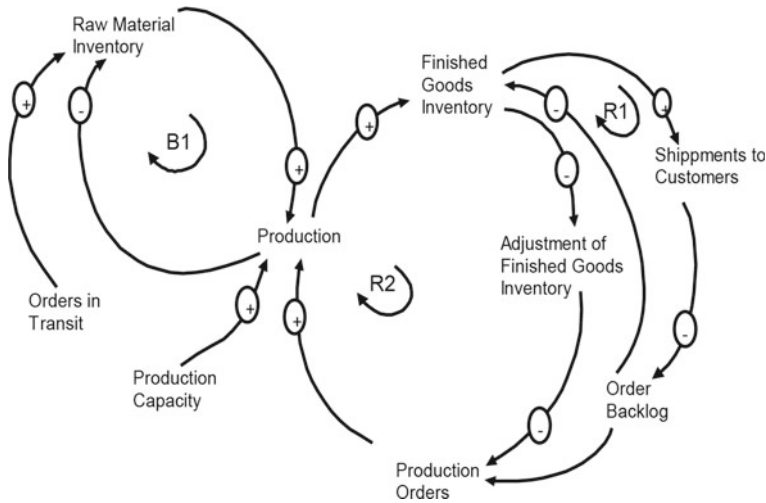 Raw Material
Inventory
+
-
B1
+
Finished
Goods
Inventory
+
-
R1
+
-
Shippments to
Customers
Production
Adjustment of
Finished Goods
Inventory
R2
Orders in
Transit
+
+
-
Production
Capacity
Order
Backlog
-
Production
Orders